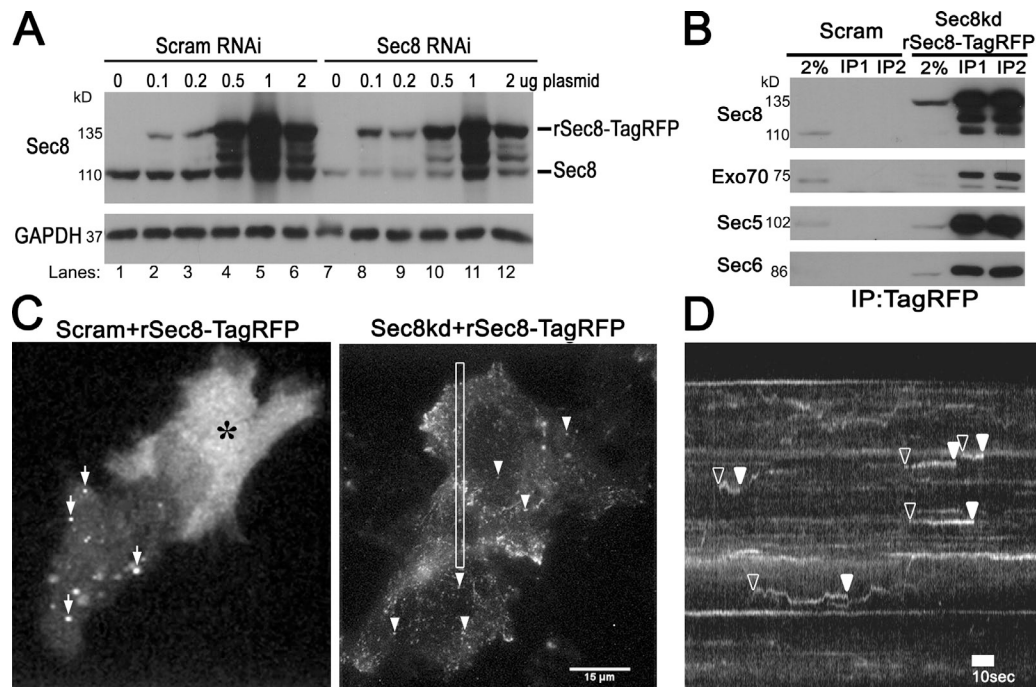 A
Scram RNAi Sec8 RNAi
0 0.1 0.2 0.5 1 2 0 0.1 0.2 0.5 1 2 ug plasmid
kD
Sec8
135
110
rSec8-TagRFP
Sec8
GAPDH 37
Lanes: 1 2 3 4 5 6 7 8 9 10 11 12
B
Scram Sec8kd
rSec8-TagRFP
2% IP1 IP2 2% IP1 IP2
kD
Sec8
135
110
Exo70 75
Sec5 102
Sec6 86
IP:TagRFP
C
Scram+rSec8-TagRFP Sec8kd+rSec8-TagRFP
*
15 µm
D
10sec